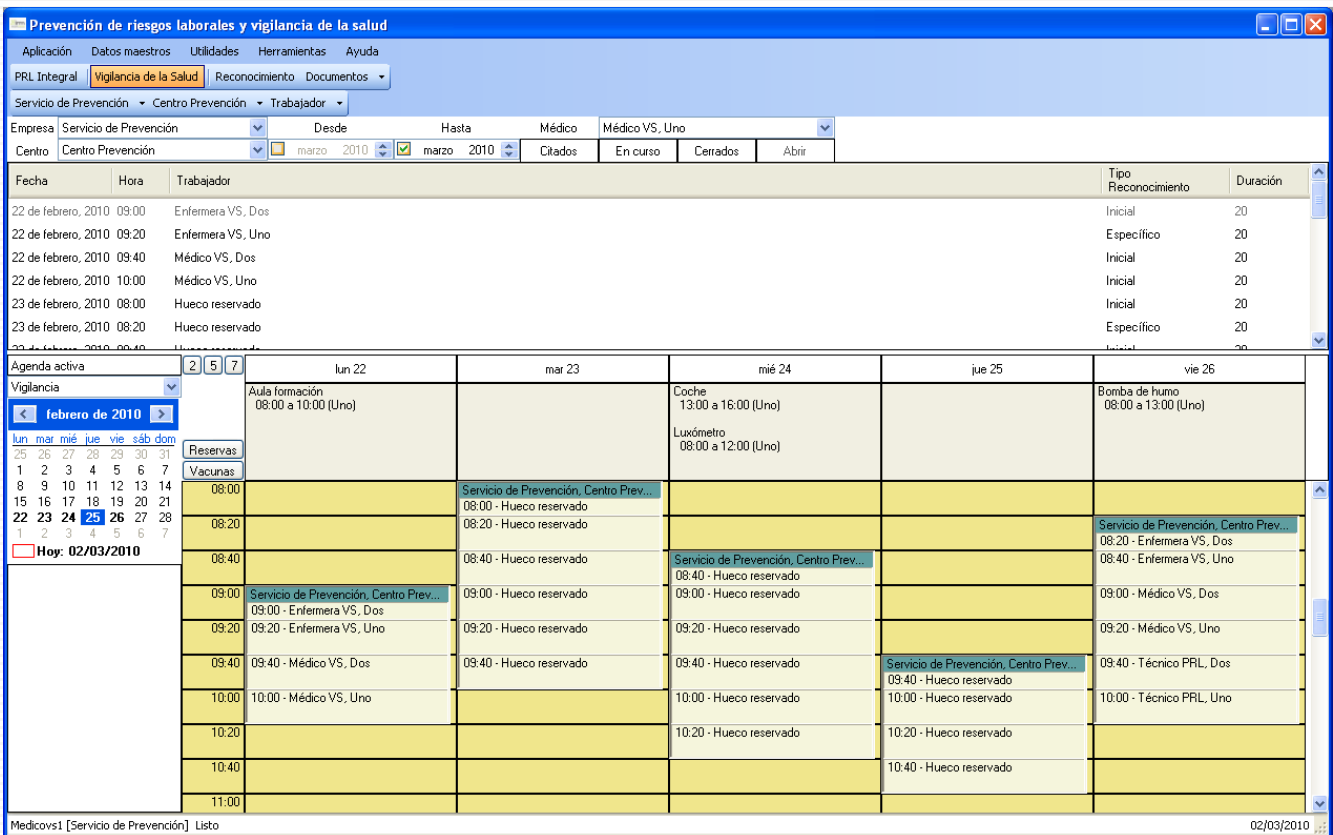 Prevención de riesgos laborales y vigilancia de la salud
Aplicación Datos maestros Utilidades Herramientas Ayuda
PRL Integral Vigilancia de la Salud Reconocimiento Documentos
Servicio de Prevención Centro Prevención Trabajador
Empresa Servicio de Prevención Desde Hasta Médico Médico VS, Uno
Centro Centro Prevención marzo 2010 marzo 2010 Citados En curso Cerrados Abrir
Fecha Hora Trabajador Tipo Reconocimiento Duración
22 de febrero, 2010 09:00 Enfermera VS, Dos Inicial 20
22 de febrero, 2010 09:20 Enfermera VS, Uno Específico 20
22 de febrero, 2010 09:40 Médico VS, Dos Inicial 20
22 de febrero, 2010 10:00 Médico VS, Uno Inicial 20
23 de febrero, 2010 08:00 Hueco reservado Inicial 20
23 de febrero, 2010 08:20 Hueco reservado Específico 20
Agenda activa 2 5 7 lun 22 mar 23 mié 24 jue 25 vie 26
Vigilancia
febrero de 2010
lun mar mié jue vie sáb dom
25 26 27 28 29 30 31
1 2 3 4 5 6 7
8 9 10 11 12 13 14
15 16 17 18 19 20 21
22 23 24 25 26 27 28
1 2 3 4 5 6 7
Hoy: 02/03/2010
Reservas
Vacunas
Aula formación
08:00 a 10:00 (Uno)
Coche
13:00 a 16:00 (Uno)
Luxómetro
08:00 a 12:00 (Uno)
Bomba de humo
08:00 a 13:00 (Uno)
08:00
08:20
08:40
09:00
09:20
09:40
10:00
10:20
10:40
11:00
Servicio de Prevención, Centro Prev...
09:00 - Enfermera VS, Dos
09:20 - Enfermera VS, Uno
09:40 - Médico VS, Dos
10:00 - Médico VS, Uno
Servicio de Prevención, Centro Prev...
08:00 - Hueco reservado
08:20 - Hueco reservado
08:40 - Hueco reservado
09:00 - Hueco reservado
09:20 - Hueco reservado
09:40 - Hueco reservado
Servicio de Prevención, Centro Prev...
08:40 - Hueco reservado
09:00 - Hueco reservado
09:20 - Hueco reservado
09:40 - Hueco reservado
10:00 - Hueco reservado
10:20 - Hueco reservado
Servicio de Prevención, Centro Prev...
09:40 - Hueco reservado
10:00 - Hueco reservado
10:20 - Hueco reservado
10:40 - Hueco reservado
Servicio de Prevención, Centro Prev...
08:20 - Enfermera VS, Dos
08:40 - Enfermera VS, Uno
09:00 - Médico VS, Dos
09:20 - Médico VS, Uno
09:40 - Técnico PRL, Dos
10:00 - Técnico PRL, Uno
Medicovs1 [Servicio de Prevención] Listo 02/03/2010